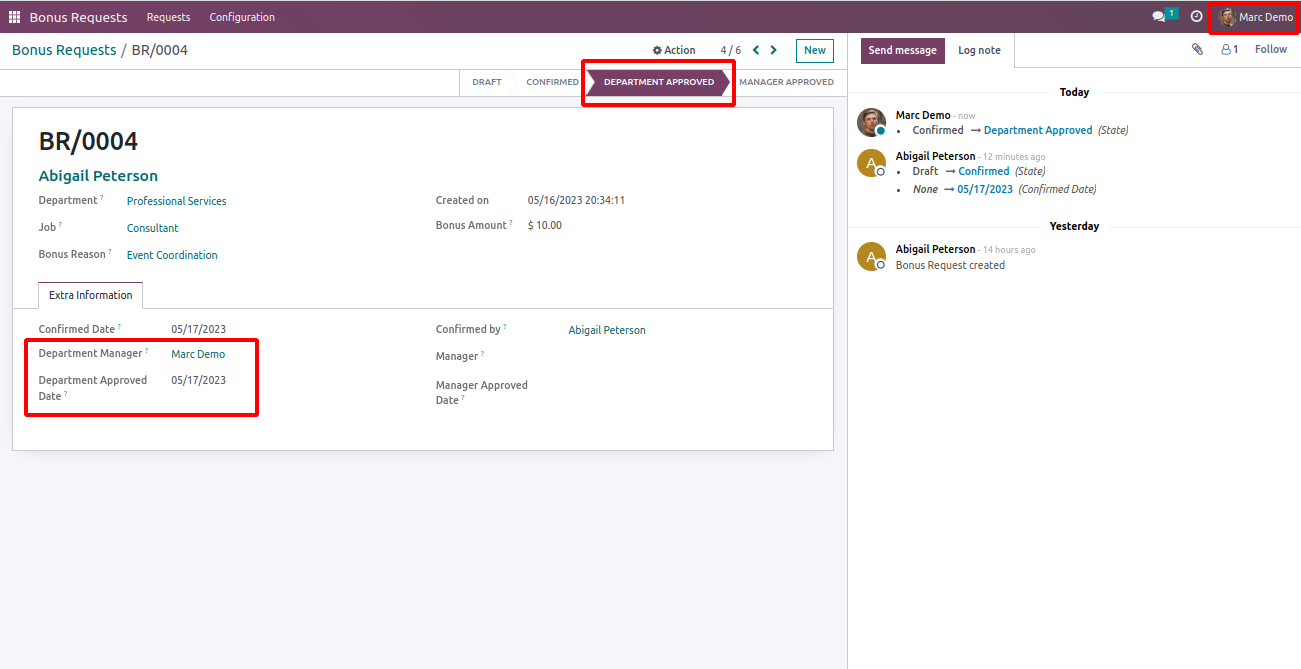 Bonus Requests Requests Configuration 1 Marc Demo
Bonus Requests / BR/0004 Action 4 / 6 New
DRAFT CONFIRMED DEPARTMENT APPROVED MANAGER APPROVED
BR/0004
Abigail Peterson
Department ? Professional Services Created on 05/16/2023 20:34:11
Job ? Consultant Bonus Amount ? $ 10.00
Bonus Reason ? Event Coordination
Extra Information
Confirmed Date ? 05/17/2023 Confirmed by ? Abigail Peterson
Department Manager ? Marc Demo Manager ?
Department Approved 05/17/2023 Manager Approved
Date ? Date ?
Send message Log note 1 Follow
Today
Marc Demo - now
• Confirmed → Department Approved (State)
A
Abigail Peterson - 12 minutes ago
• Draft → Confirmed (State)
• None → 05/17/2023 (Confirmed Date)
Yesterday
A
Abigail Peterson - 14 hours ago
Bonus Request created